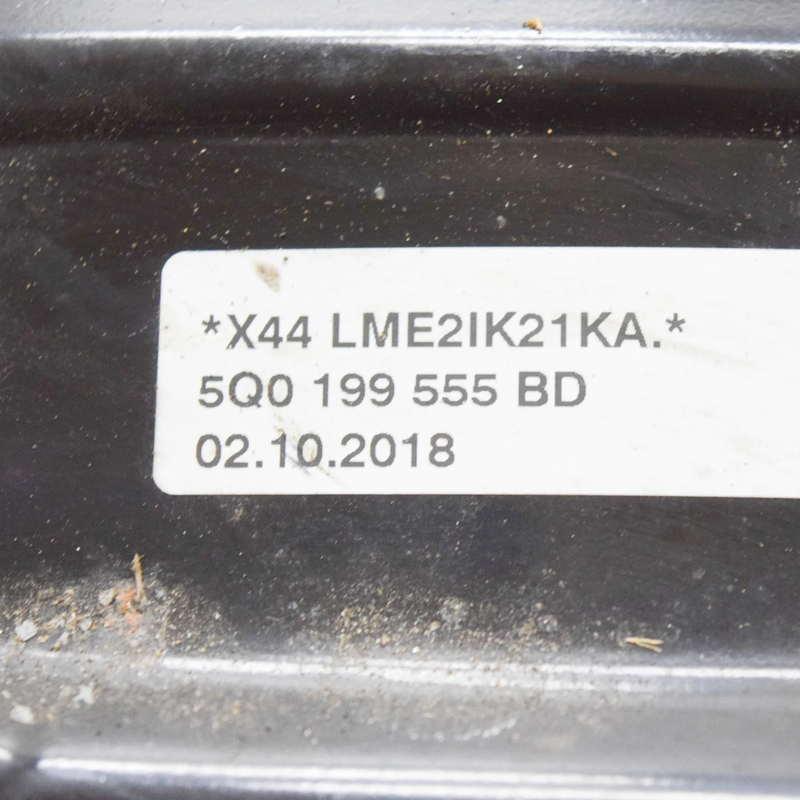 *X44 LME2IK21KA.*
5Q0 199 555 BD
02.10.2018